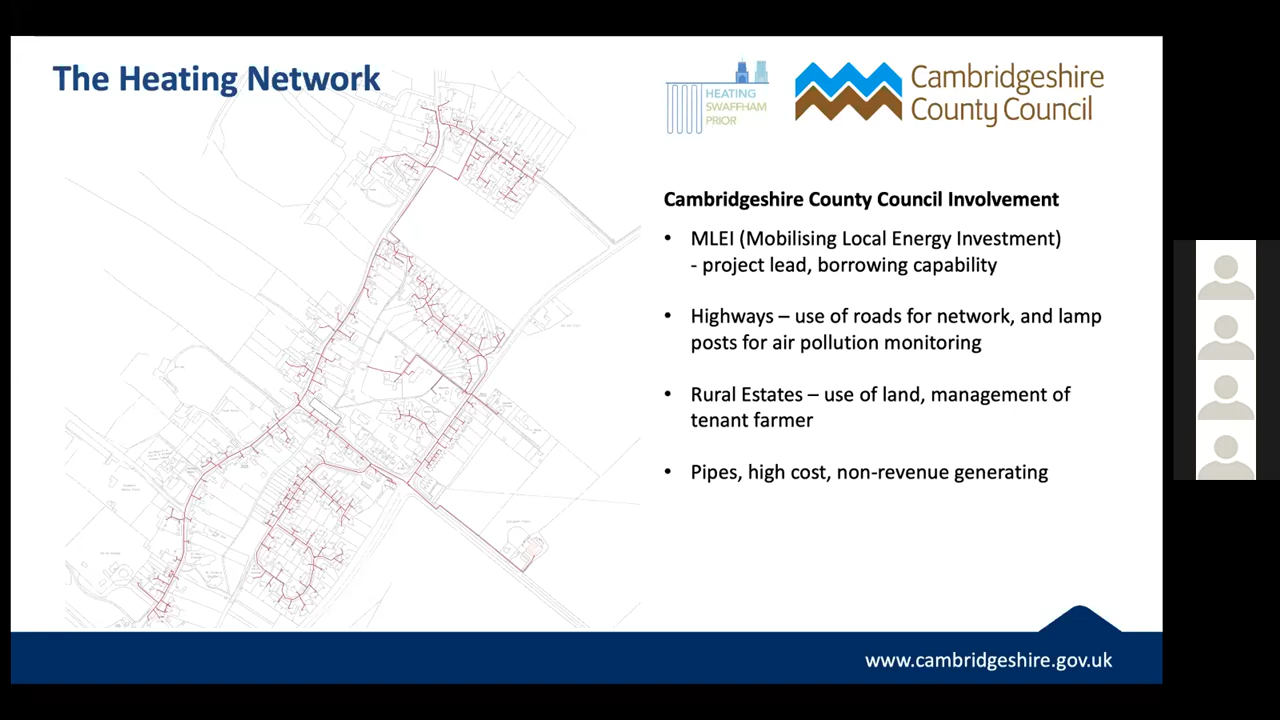 The Heating Network
HEATING
SWAFFHAM
PRIOR
Cambridgeshire
County Council
Cambridgeshire County Council Involvement
• MLEI (Mobilising Local Energy Investment)
- project lead, borrowing capability
• Highways – use of roads for network, and lamp
posts for air pollution monitoring
• Rural Estates – use of land, management of
tenant farmer
• Pipes, high cost, non-revenue generating
www.cambridgeshire.gov.uk